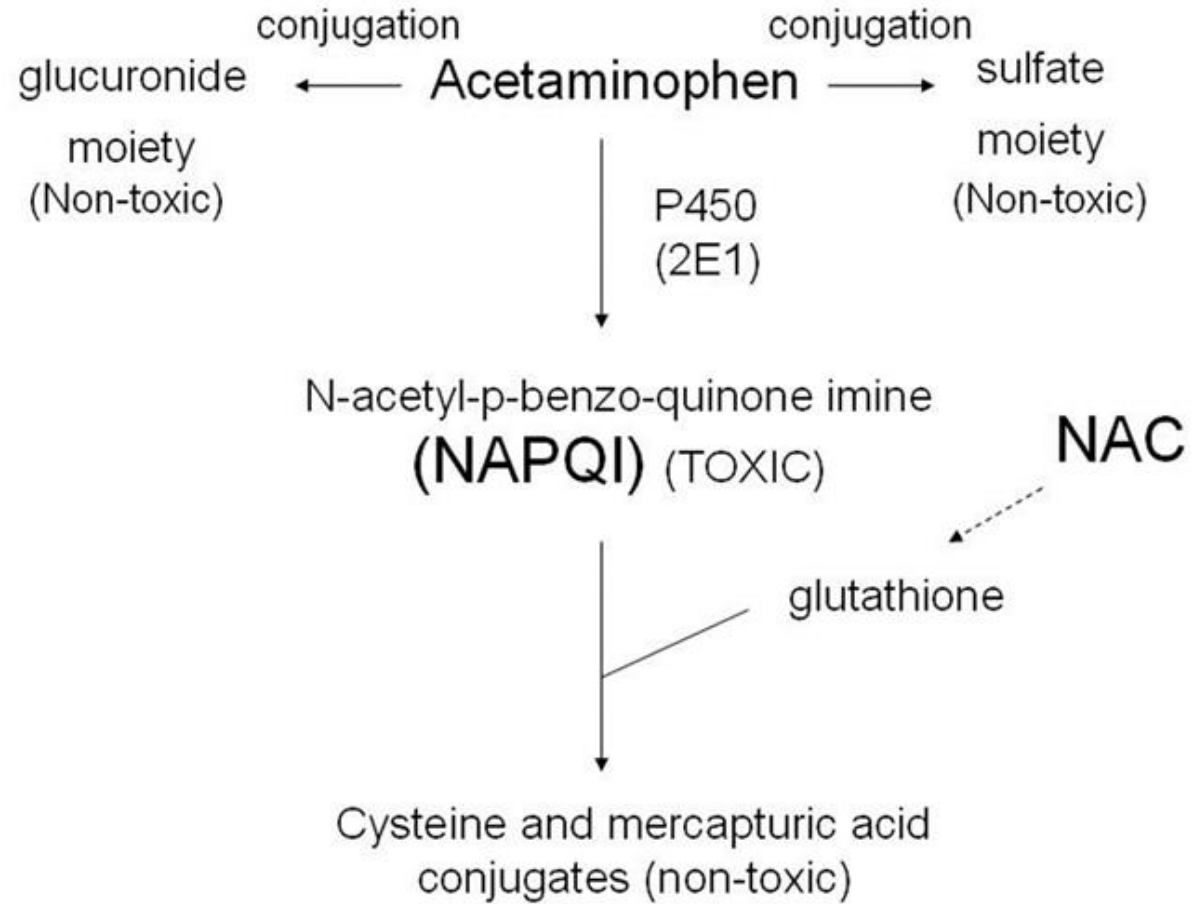 conjugation
conjugation
glucuronide
Acetaminophen
sulfate
moiety
(Non-toxic)
moiety
(Non-toxic)
P450
(2E1)
N-acetyl-p-benzo-quinone imine
(NAPQI) (TOXIC)
NAC
glutathione
Cysteine and mercapturic acid
conjugates (non-toxic)